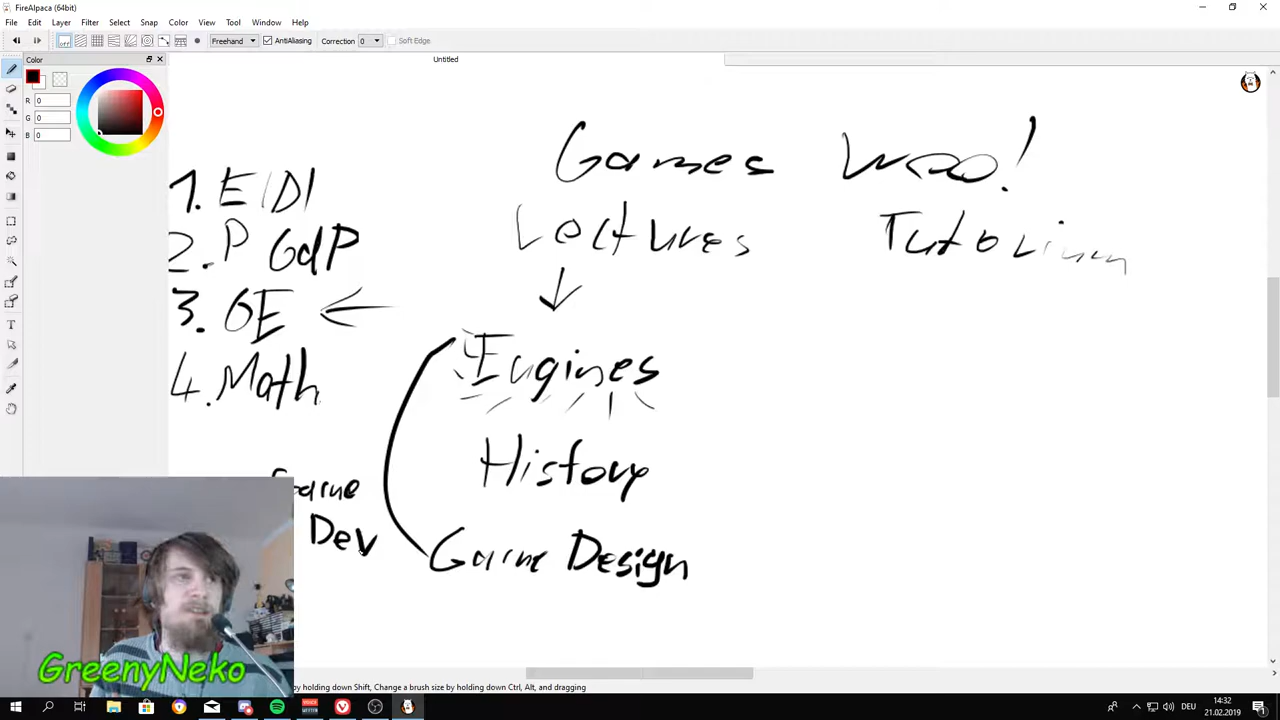 FireAlpaca (64bit)
File Edit Layer Filter Select Snap Color View Tool Window Help
Freehand AntiAliasing Correction 0 Soft Edge
Color
Untitled
R 0
G 0
B 0
Games Woo!
Lectures Tutorium
1. EIDI
2. P GdP
3. GE
4. Math
Engines
History
Game Design
Game
Dev
GreenyNeko
by holding down Shift, Change a brush size by holding down Ctrl, Alt, and dragging
DEU
14:32
21.02.2019